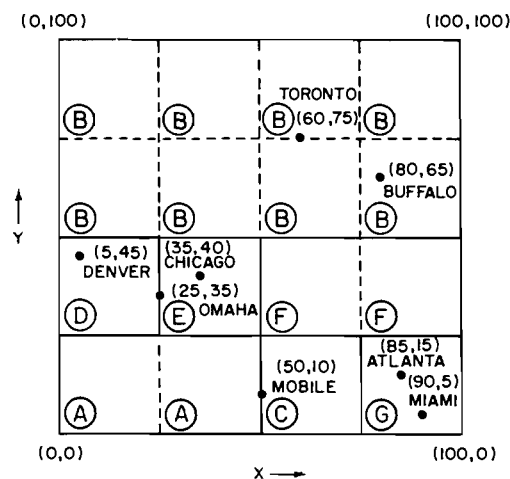 (0,100) (100,100)
TORONTO
B B B (60,75) B
(80,65)
BUFFALO
B B B B
Y
(5,45) (35,40)
DENVER CHICAGO
(25,35)
D E OMAHA F F
(85,15)
(50,10) ATLANTA
MOBILE (90,5)
MIAMI
A A C G
(0,0) X (100,0)